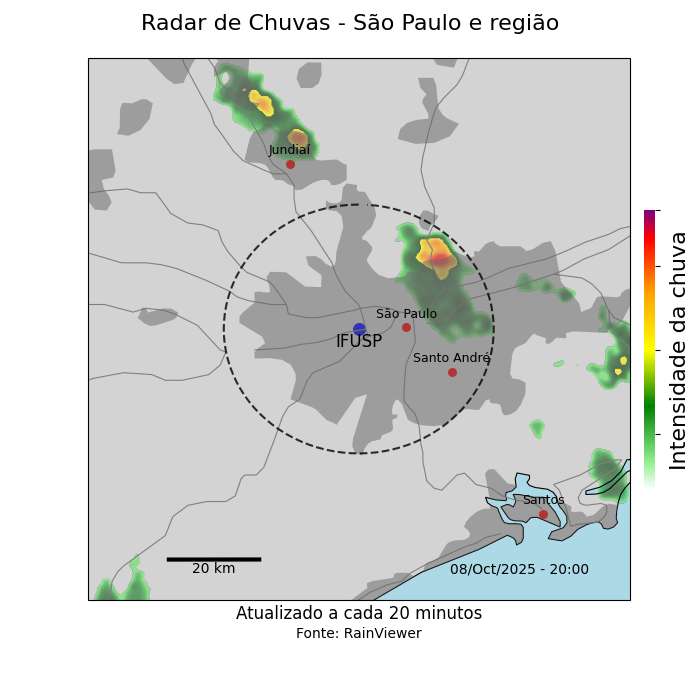 Radar de Chuvas - São Paulo e região
Jundiaí
São Paulo
IFUSP
Santo André
Santos
20 km
08/Oct/2025 - 20:00
Intensidade da chuva
Atualizado a cada 20 minutos
Fonte: RainViewer